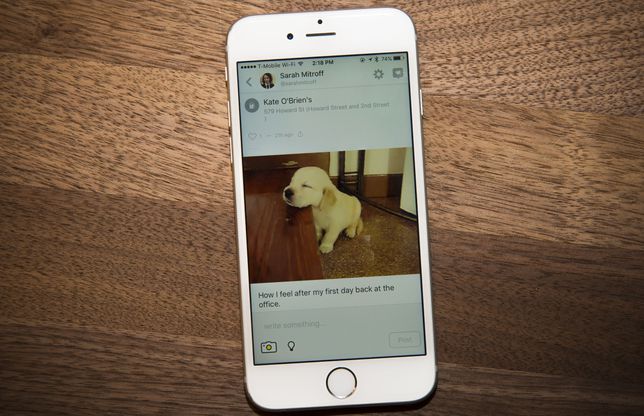 T-Mobile Wi-Fi 2:18 PM 74%
Sarah Mitroff
@sarahmitroff
Kate O'Brien's
579 Howard St (Howard Street and 2nd Street
)
1 21h ago
How I feel after my first day back at the
office.
write something...
Post